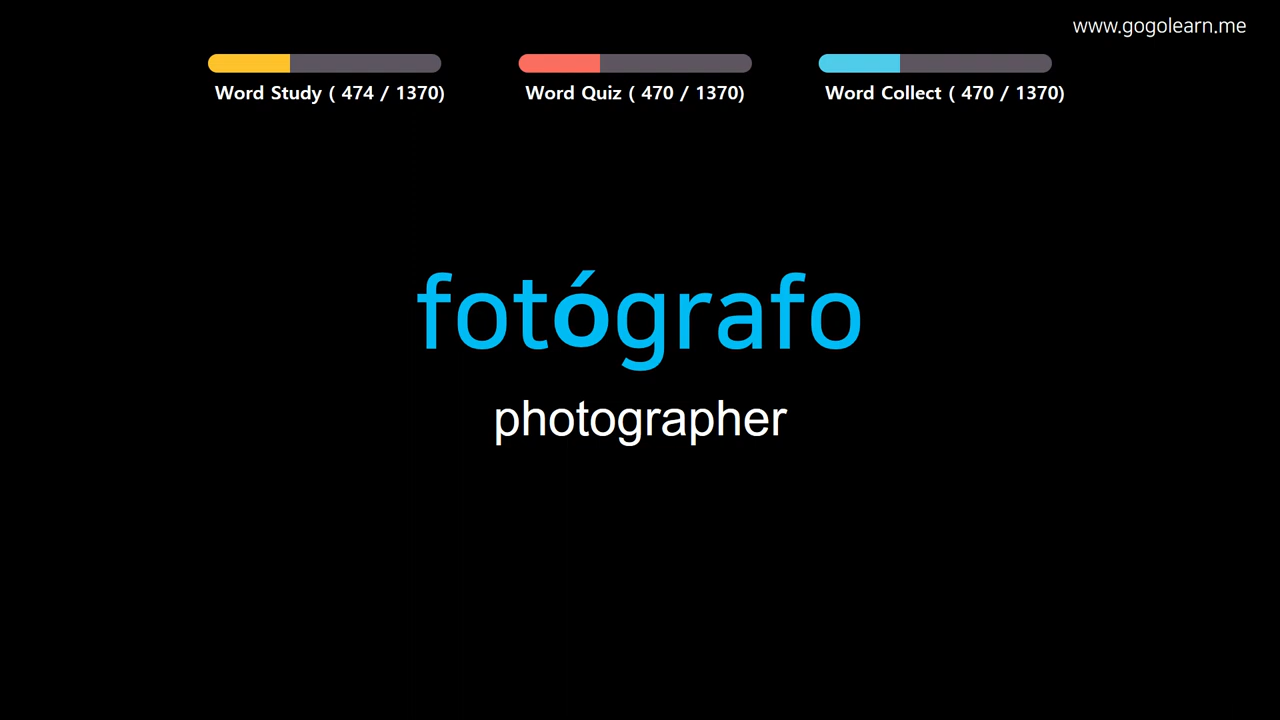 www.gogolearn.me
Word Study ( 474 / 1370)
Word Quiz ( 470 / 1370)
Word Collect ( 470 / 1370)
fotógrafo
photographer